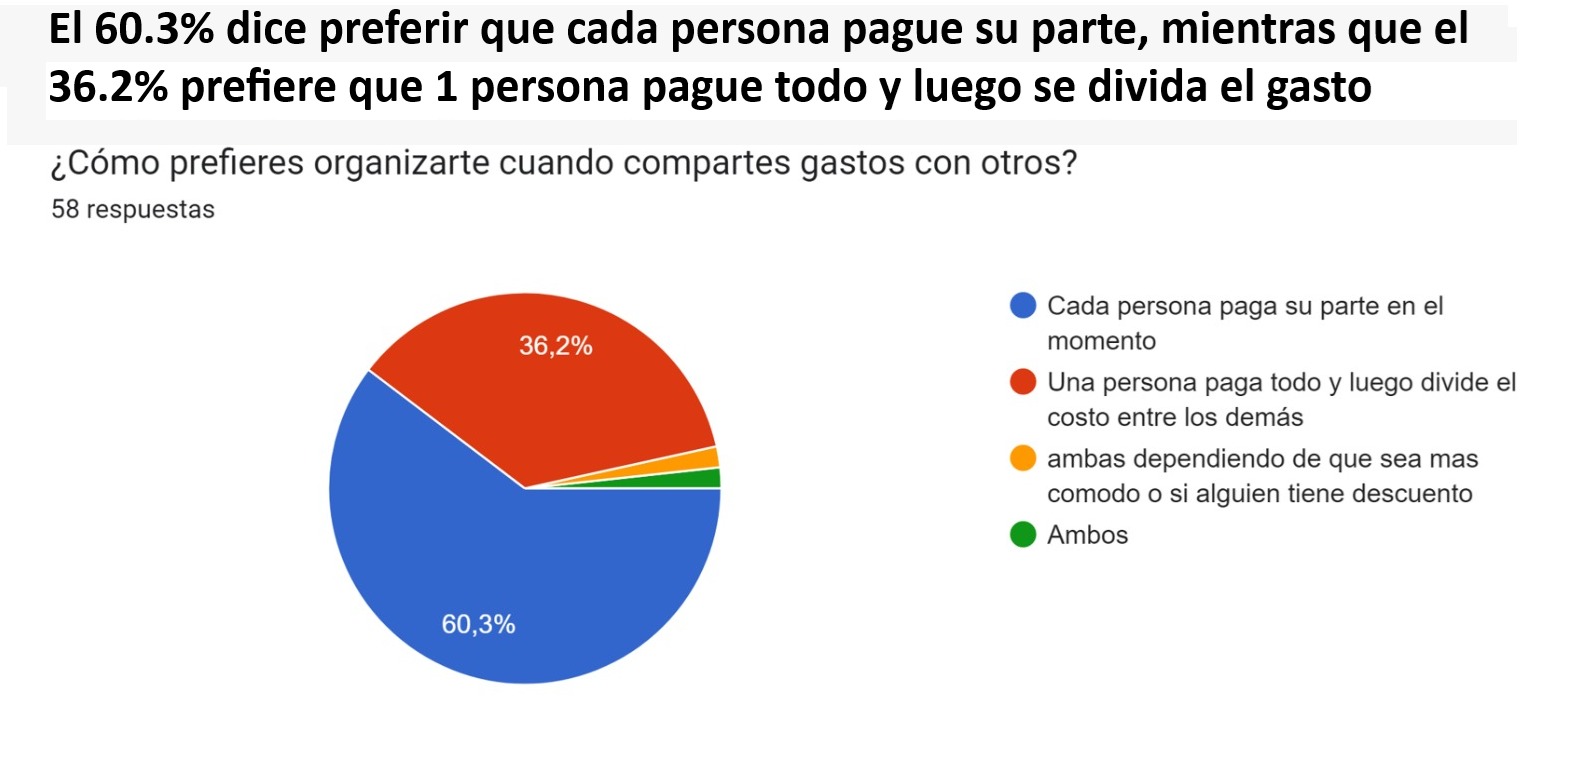 El 60.3% dice preferir que cada persona pague su parte, mientras que el
36.2% prefiere que 1 persona pague todo y luego se divida el gasto
¿Cómo prefieres organizarte cuando compartes gastos con otros?
58 respuestas
36,2%
60,3%
Cada persona paga su parte en el
momento
Una persona paga todo y luego divide el
costo entre los demás
ambas dependiendo de que sea mas
comodo o si alguien tiene descuento
Ambos